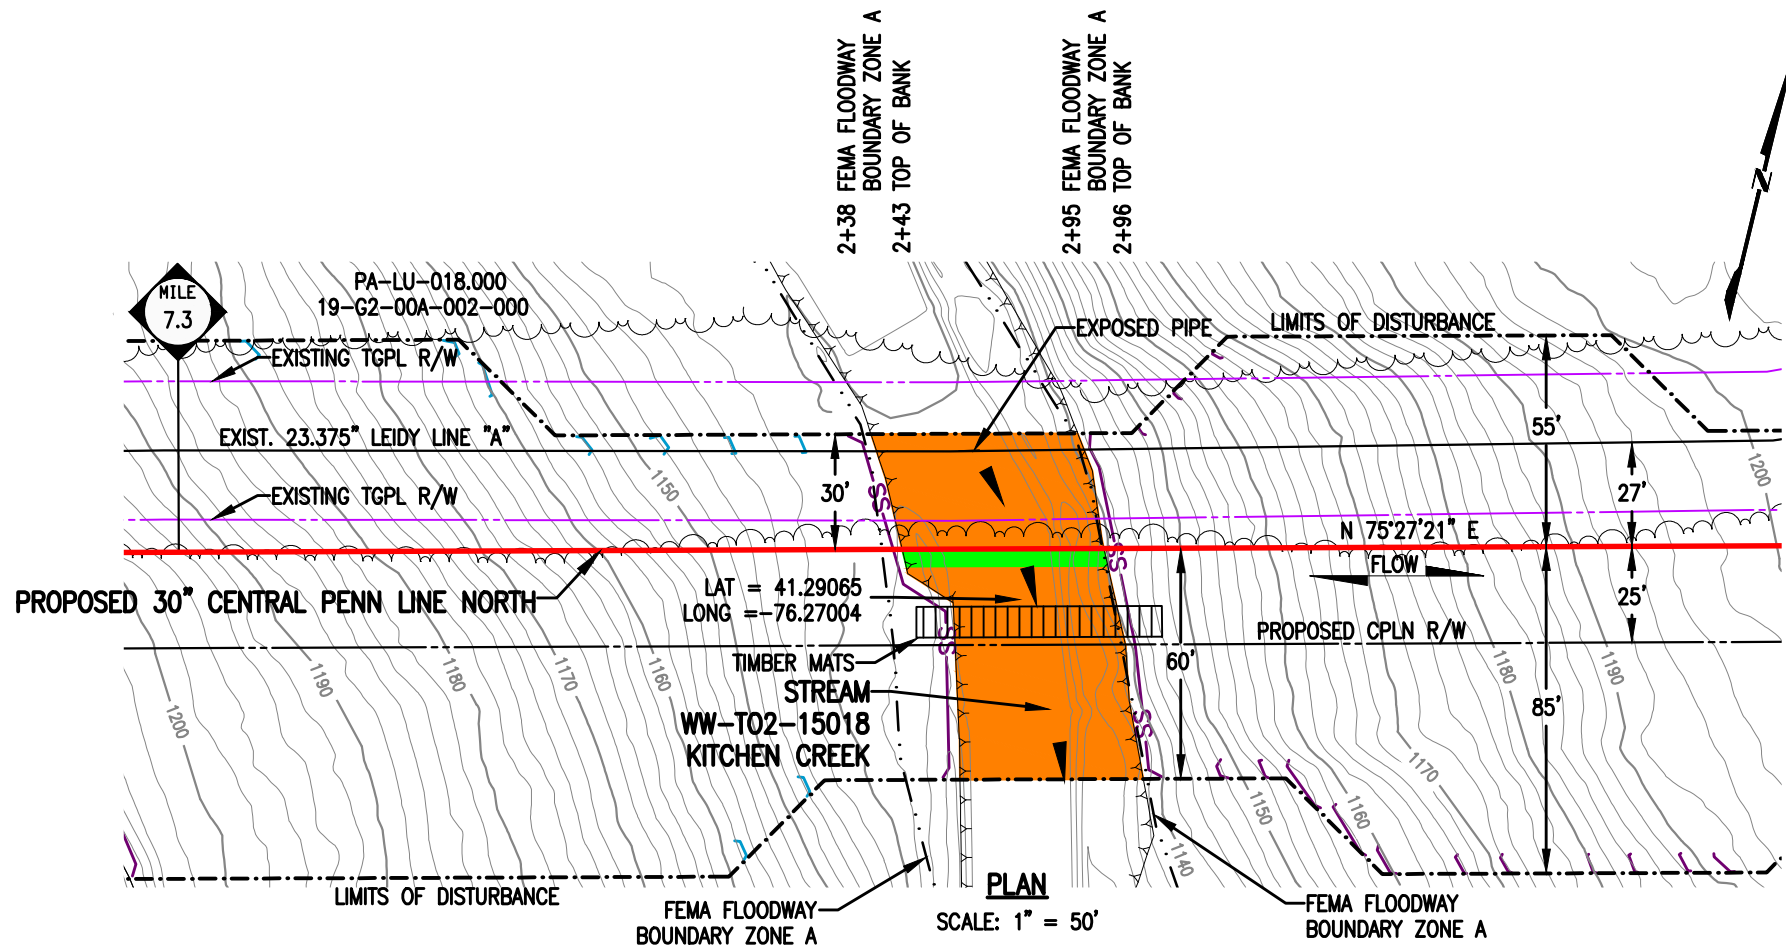 2+38 FEMA FLOODWAY
BOUNDARY ZONE A
2+43 TOP OF BANK
2+95 FEMA FLOODWAY
BOUNDARY ZONE A
2+96 TOP OF BANK
N
MILE
7.3
PA-LU-018.000
19-G2-00A-002-000
EXPOSED PIPE
LIMITS OF DISTURBANCE
EXISTING TGPL R/W
EXIST. 23.375" LEIDY LINE "A"
55'
1150
EXISTING TGPL R/W
30'
SS
27'
1200
N 75°27'21" E
SS
FLOW
LAT = 41.29065
LONG =-76.27004
PROPOSED 30" CENTRAL PENN LINE NORTH
25'
SS
PROPOSED CPLN R/W
TIMBER MATS
60'
1200
1190
1180
1170
1160
1180
1190
STREAM
WW-T02-15018
KITCHEN CREEK
SS
85'
1170
1150
1160
1140
LIMITS OF DISTURBANCE
PLAN
SCALE: 1" = 50'
FEMA FLOODWAY
BOUNDARY ZONE A
FEMA FLOODWAY
BOUNDARY ZONE A